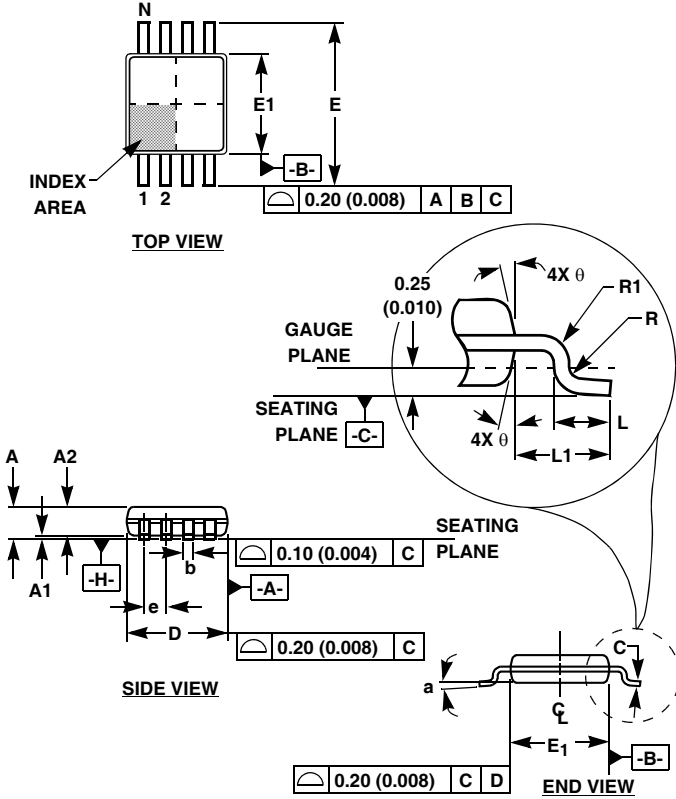 N
E1
E
-B-
INDEX
AREA
1 2
0.20 (0.008) A B C
TOP VIEW
0.25
(0.010)
4X θ
R1
R
GAUGE
PLANE
SEATING
PLANE -C-
4X θ
L
L1
A A2
SEATING
PLANE
A1
-H-
b
0.10 (0.004) C
-A-
e
D
0.20 (0.008) C
SIDE VIEW
C
a
CL
E1
-B-
0.20 (0.008) C D
END VIEW